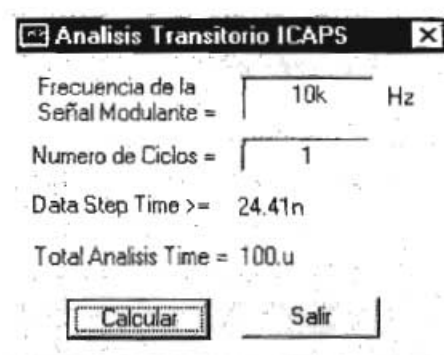 Analisis Transitorio ICAPS
Frecuencia de la
Señal Modulante = 10k Hz
Numero de Ciclos = 1
Data Step Time >= 24.41n
Total Analisis Time = 100.u
Calcular Salir